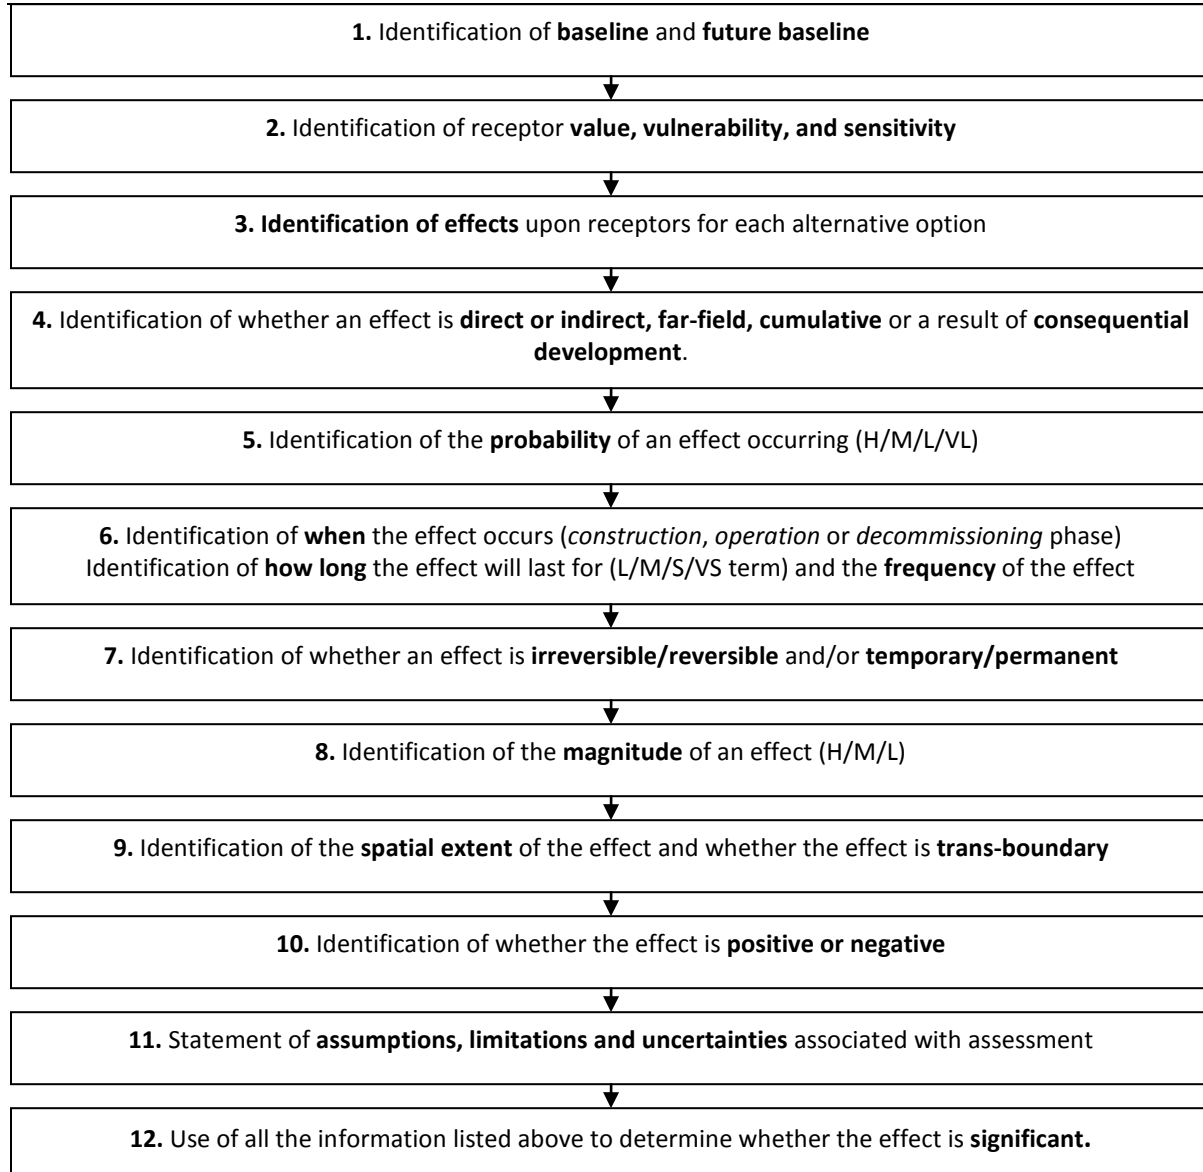 1. Identification of baseline and future baseline
2. Identification of receptor value, vulnerability, and sensitivity
3. Identification of effects upon receptors for each alternative option
4. Identification of whether an effect is direct or indirect, far-field, cumulative or a result of consequential
development.
5. Identification of the probability of an effect occurring (H/M/L/VL)
6. Identification of when the effect occurs (construction, operation or decommissioning phase)
Identification of how long the effect will last for (L/M/S/VS term) and the frequency of the effect
7. Identification of whether an effect is irreversible/reversible and/or temporary/permanent
8. Identification of the magnitude of an effect (H/M/L)
9. Identification of the spatial extent of the effect and whether the effect is trans-boundary
10. Identification of whether the effect is positive or negative
11. Statement of assumptions, limitations and uncertainties associated with assessment
12. Use of all the information listed above to determine whether the effect is significant.